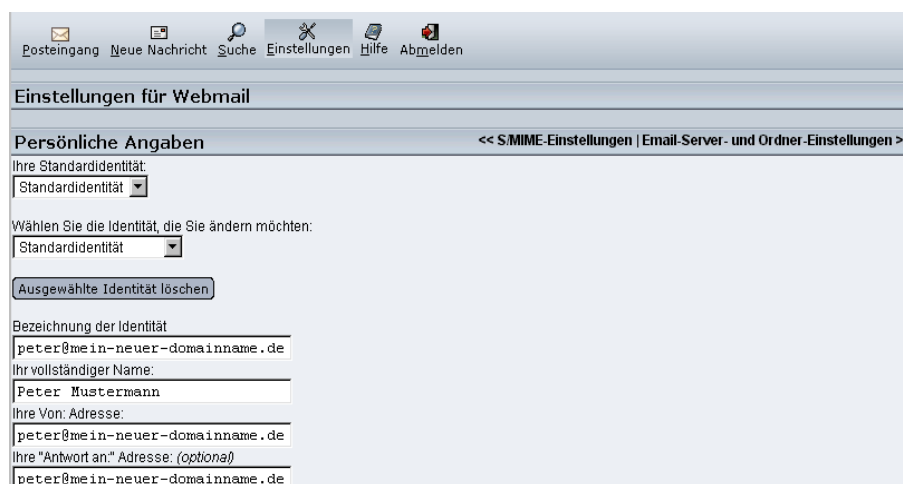 Posteingang Neue Nachricht Suche Einstellungen Hilfe Abmelden
Einstellungen für Webmail
Persönliche Angaben << S/MIME-Einstellungen | Email-Server- und Ordner-Einstellungen >
Ihre Standardidentität:
Standardidentität
Wählen Sie die Identität, die Sie ändern möchten:
Standardidentität
Ausgewählte Identität löschen
Bezeichnung der Identität
peter@mein-neuer-domainname.de
Ihr vollständiger Name:
Peter Mustermann
Ihre Von: Adresse:
peter@mein-neuer-domainname.de
Ihre "Antwort an:" Adresse: (optional)
peter@mein-neuer-domainname.de